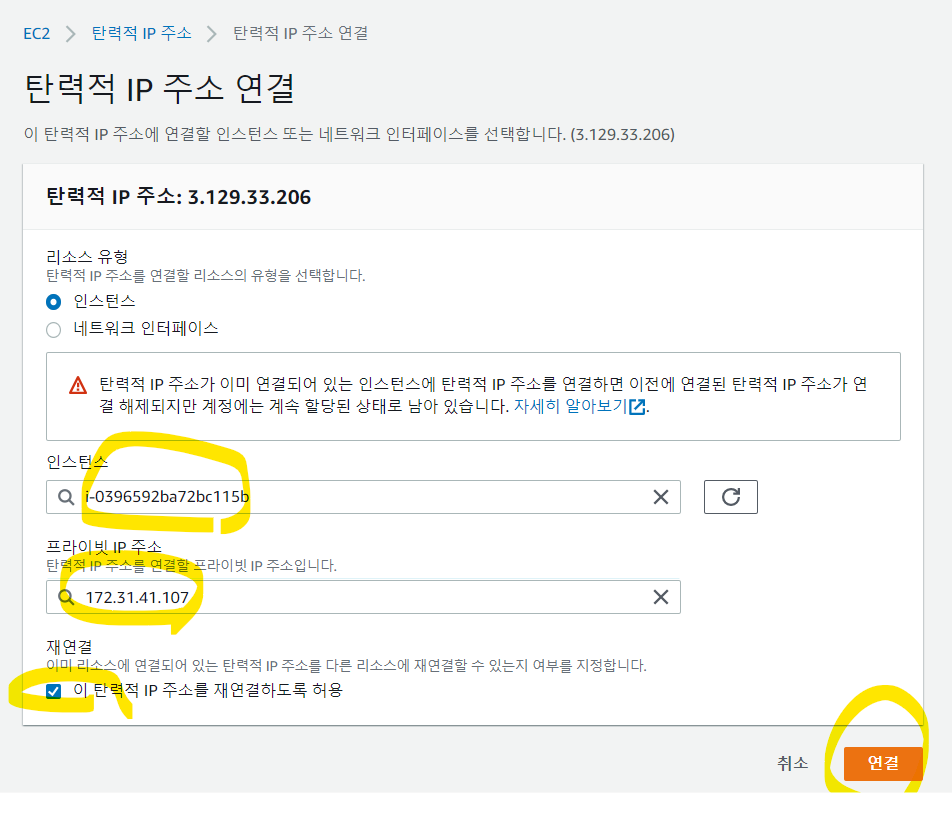 EC2 > 탄력적 IP 주소 > 탄력적 IP 주소 연결
탄력적 IP 주소 연결
이 탄력적 IP 주소에 연결할 인스턴스 또는 네트워크 인터페이스를 선택합니다. (3.129.33.206)
탄력적 IP 주소: 3.129.33.206
리소스 유형
탄력적 IP 주소를 연결할 리소스의 유형을 선택합니다.
인스턴스
네트워크 인터페이스
탄력적 IP 주소가 이미 연결되어 있는 인스턴스에 탄력적 IP 주소를 연결하면 이전에 연결된 탄력적 IP 주소가 연
결 해제되지만 계정에는 계속 할당된 상태로 남아 있습니다. 자세히 알아보기.
인스턴스
i-0396592ba72bc115b
프라이빗 IP 주소
탄력적 IP 주소를 연결할 프라이빗 IP 주소입니다.
172.31.41.107
재연결
이미 리소스에 연결되어 있는 탄력적 IP 주소를 다른 리소스에 재연결할 수 있는지 여부를 지정합니다.
이 탄력적 IP 주소를 재연결하도록 허용
취소 연결